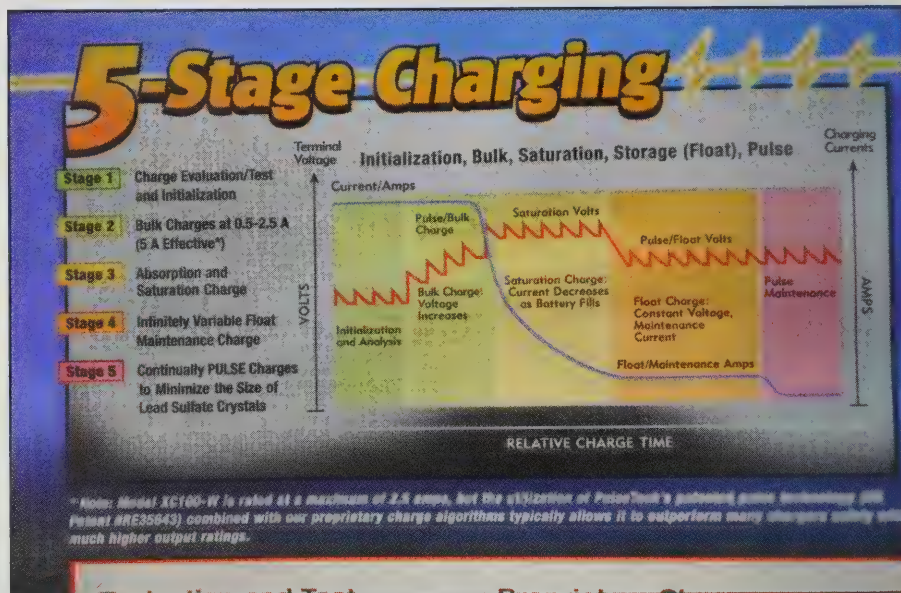 5-Stage Charging
Initialization, Bulk, Saturation, Storage (Float), Pulse
Stage 1
Charge Evaluation/Test
and Initialization
Stage 2
Bulk Charges at 0.5-2.5 A
(5 A Effective*)
Stage 3
Absorption and
Saturation Charge
Stage 4
Infinitely Variable Float
Maintenance Charge
Stage 5
Continually PULSE Charges
to Minimize the Size of
Lead Sulfate Crystals
Terminal
Voltage
Charging
Currents
VOLTS
AMPS
Current/Amps
Pulse/Bulk
Charge
Saturation Volts
Pulse/Float Volts
Initialization
and Analysis
Bulk Charge:
Voltage
Increases
Saturation Charge:
Current Decreases
as Battery Fills
Float Charge:
Constant Voltage,
Maintenance
Current
Pulse
Maintenance
Float/Maintenance Amps
RELATIVE CHARGE TIME
*Note: Model XC100-W is rated at a maximum of 2.5 amps, but the utilization of PulseTech's patented pulse technology (US
Patent #RE35643) combined with our proprietary charge algorithms typically allows it to outperform many chargers safely
much higher output ratings.